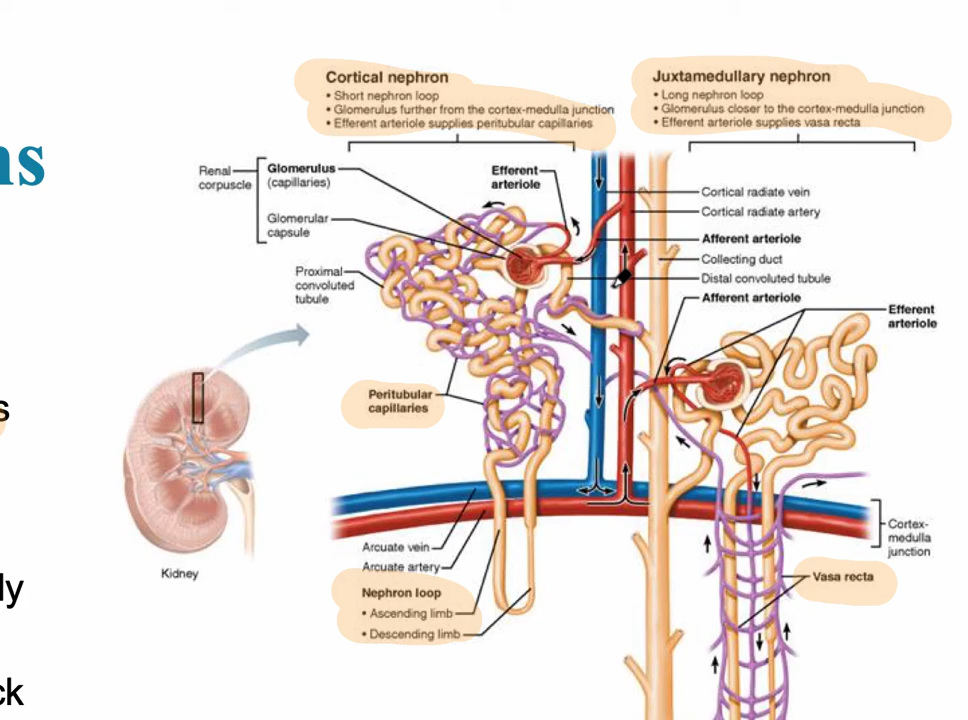 ns
s
ly
ck
Cortical nephron
• Short nephron loop
• Glomerulus further from the cortex-medulla junction
• Efferent arteriole supplies peritubular capillaries
Juxtamedullary nephron
• Long nephron loop
• Glomerulus closer to the cortex-medulla junction
• Efferent arteriole supplies vasa recta
Renal
corpuscle
Glomerulus
(capillaries)
Glomerular
capsule
Proximal
convoluted
tubule
Efferent
arteriole
Cortical radiate vein
Cortical radiate artery
Afferent arteriole
Collecting duct
Distal convoluted tubule
Afferent arteriole
Efferent
arteriole
Peritubular
capillaries
Arcuate vein
Arcuate artery
Nephron loop
• Ascending limb
• Descending limb
Kidney
Cortex-
medulla
junction
Vasa recta